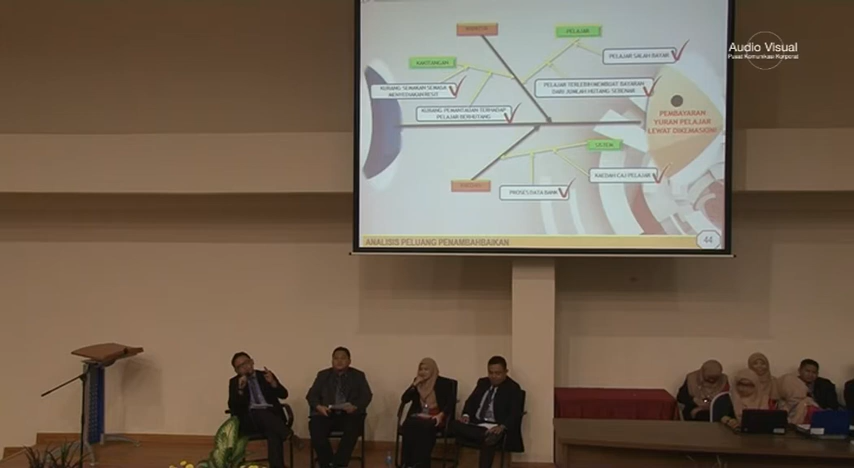 Audio Visual
Pusat Komunikasi Korporat
PELAJAR
PELAJAR SALAH BAYAR
KAKITANGAN
KURANG SEMAKAN SEMASA
MENYEDIAKAN RESIT
PELAJAR TERLEBIH MEMBUAT BAYARAN
DARI JUMLAH HUTANG SEBENAR
KURANG PEMANTAUAN TERHADAP
PELAJAR BERHUTANG
PEMBAYARAN
YURAN PELAJAR
LEWAT DIKEMASKINI
KAEDAH CAJ PELAJAR
PROSES DATA BANK
ANALISIS PELUANG PENAMBAHBAIKAN
44